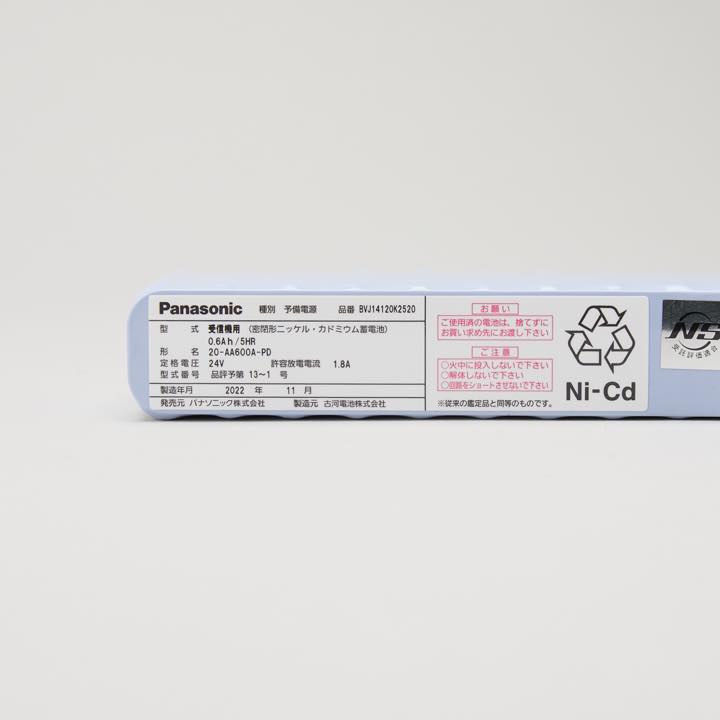 Panasonic 種別 予備電源 品番 BVJ14120K2520
型 式 受信機用 (密閉形ニッケル・カドミウム蓄電池)
0.6Ah/5HR
形 名 20-AA600A-PD
定格電圧 24V 許容放電電流 1.8A
型式番号 品評予第 13~1 号
製造年月 2022 年 11 月
発売元 パナソニック株式会社 製造元 古河電池株式会社
お願い
ご使用済の電池は、捨てずに
お買い求め先にお渡し下さい
ご注意
○火中に投入しないで下さい
○解体しないで下さい
○回路をショートさせないで下さい
※従来の鑑定品と同等のものです。
Ni-Cd
NS
受託評価適合